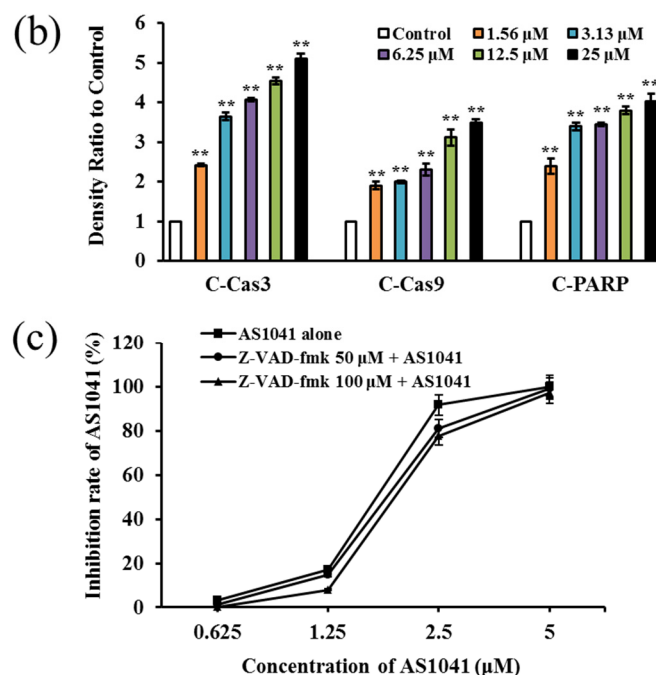 (b)
Density Ratio to Control
6
5
4
3
2
1
0
Control
1.56 μM
3.13 μM
6.25 μM
12.5 μM
25 μM
** ** ** ** **
** ** ** ** **
** ** ** ** **
C-Cas3
C-Cas9
C-PARP
(c)
Inhibition rate of AS1041 (%)
120
100
80
60
40
20
0
AS1041 alone
Z-VAD-fmk 50 μM + AS1041
Z-VAD-fmk 100 μM + AS1041
0.625 1.25 2.5 5
Concentration of AS1041 (μM)